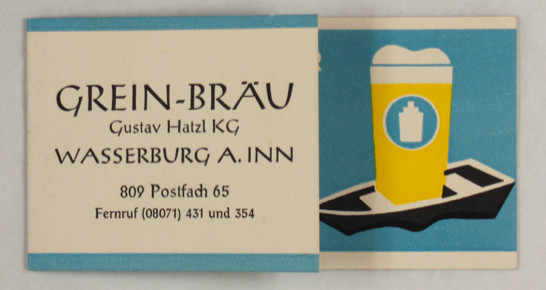 GREIN-BRÄU
Gustav Hatzl KG
WASSERBURG A. INN
809 Postfach 65
Fernruf (08071) 431 und 354